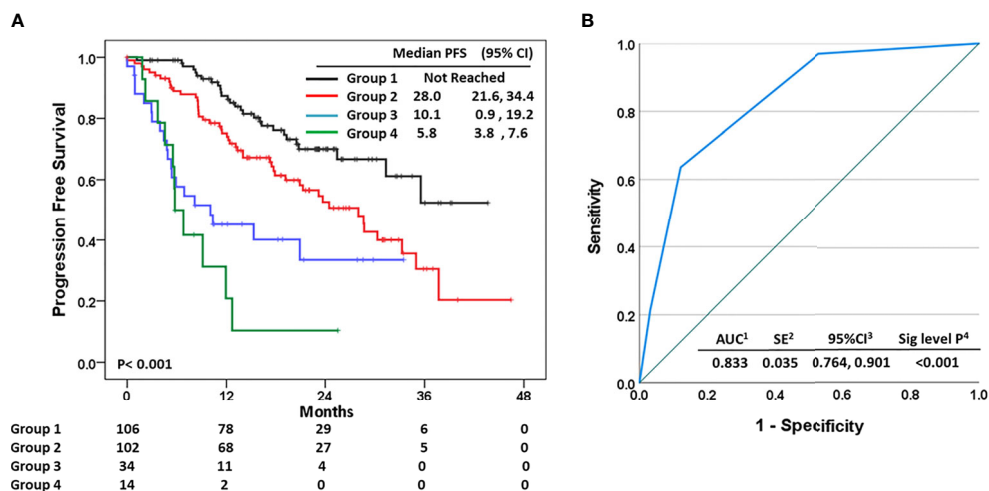 A
Median PFS (95% CI)
Group 1 Not Reached
Group 2 28.0 21.6, 34.4
Group 3 10.1 0.9 , 19.2
Group 4 5.8 3.8 , 7.6
Progression Free Survival
1.0
0.8
0.6
0.4
0.2
0.0
P< 0.001
0 12 24 36 48
Months
Group 1 106 78 29 6 0
Group 2 102 68 27 5 0
Group 3 34 11 4 0 0
Group 4 14 2 0 0 0
B
Sensitivity
1.0
0.8
0.6
0.4
0.2
0.0
AUC¹ SE² 95%CI³ Sig level P⁴
0.833 0.035 0.764, 0.901 <0.001
0.0 0.2 0.4 0.6 0.8 1.0
1 - Specificity